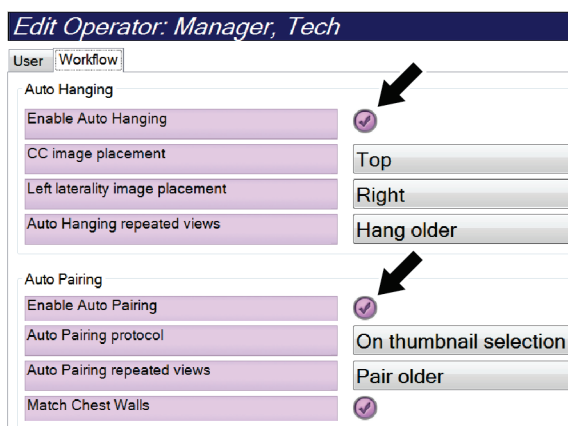 Edit Operator: Manager, Tech
User Workflow
Auto Hanging
Enable Auto Hanging
CC image placement Top
Left laterality image placement Right
Auto Hanging repeated views Hang older
Auto Pairing
Enable Auto Pairing
Auto Pairing protocol On thumbnail selection
Auto Pairing repeated views Pair older
Match Chest Walls